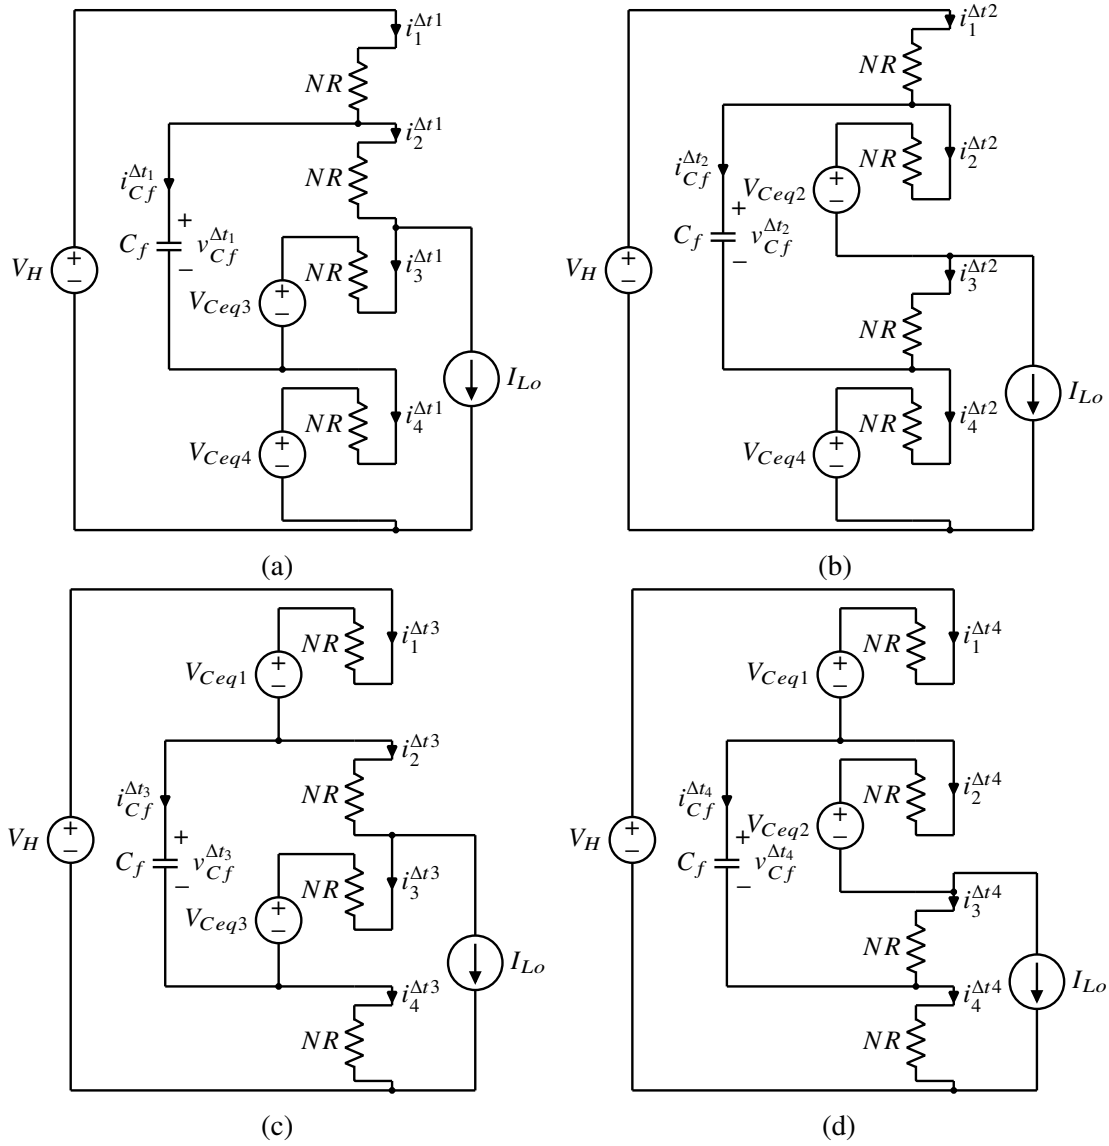 i_1^{Δt1}
NR
i_2^{Δt1}
i_{Cf}^{Δt_1}
NR
+
C_f
v_{Cf}^{Δt_1}
−
V_H
+
−
NR
i_3^{Δt1}
V_{Ceq3}
+
−
I_{Lo}
NR
i_4^{Δt1}
V_{Ceq4}
+
−
(a)
i_1^{Δt2}
NR
i_{Cf}^{Δt_2}
NR
i_2^{Δt2}
V_{Ceq2}
+
−
+
C_f
v_{Cf}^{Δt_2}
−
V_H
+
−
i_3^{Δt2}
NR
I_{Lo}
NR
i_4^{Δt2}
V_{Ceq4}
+
−
(b)
NR
i_1^{Δt3}
V_{Ceq1}
+
−
i_2^{Δt3}
i_{Cf}^{Δt_3}
NR
V_H
+
−
+
C_f
v_{Cf}^{Δt_3}
−
NR
i_3^{Δt3}
V_{Ceq3}
+
−
I_{Lo}
i_4^{Δt3}
NR
(c)
NR
i_1^{Δt4}
V_{Ceq1}
+
−
i_{Cf}^{Δt_4}
NR
i_2^{Δt4}
V_{Ceq2}
+
−
V_H
+
−
+
C_f
v_{Cf}^{Δt_4}
−
i_3^{Δt4}
NR
I_{Lo}
i_4^{Δt4}
NR
(d)